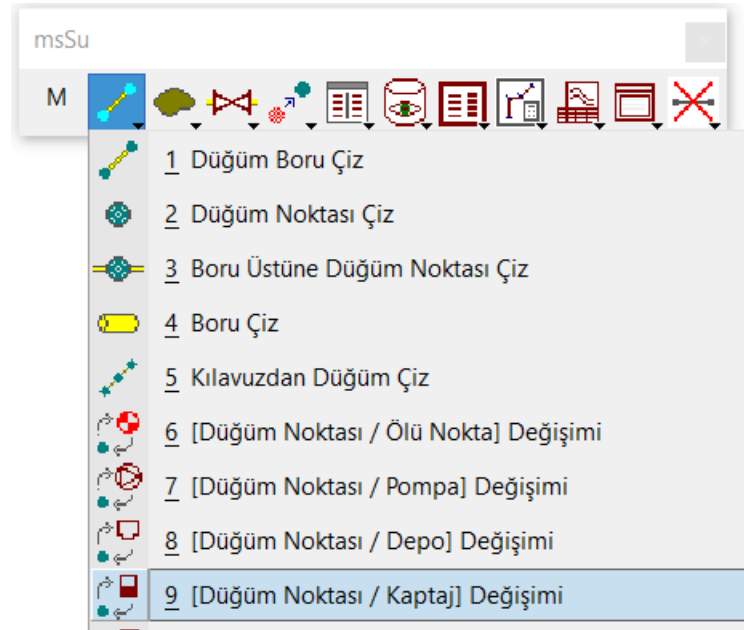 msSu
M
1 Düğüm Boru Çiz
2 Düğüm Noktası Çiz
3 Boru Üstüne Düğüm Noktası Çiz
4 Boru Çiz
5 Kılavuzdan Düğüm Çiz
6 [Düğüm Noktası / Ölü Nokta] Değişimi
7 [Düğüm Noktası / Pompa] Değişimi
8 [Düğüm Noktası / Depo] Değişimi
9 [Düğüm Noktası / Kaptaj] Değişimi